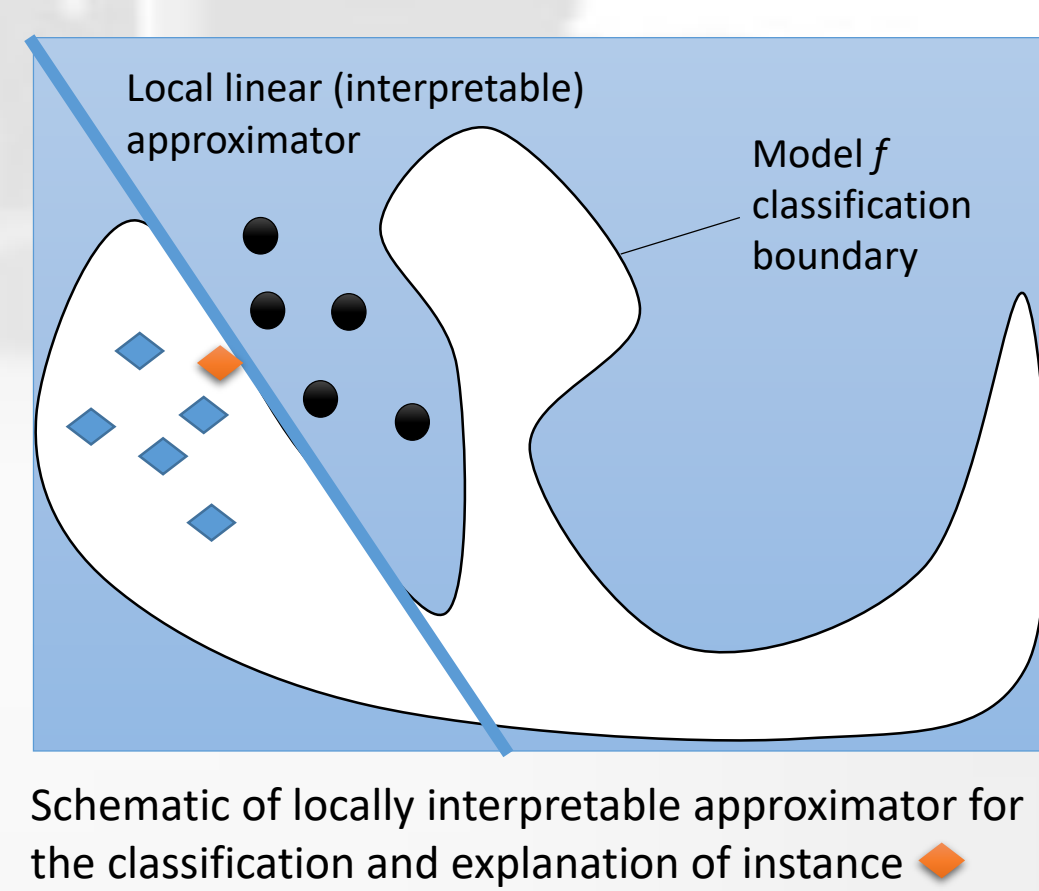 Local linear (interpretable)
approximator
Model f
classification
boundary
Schematic of locally interpretable approximator for
the classification and explanation of instance